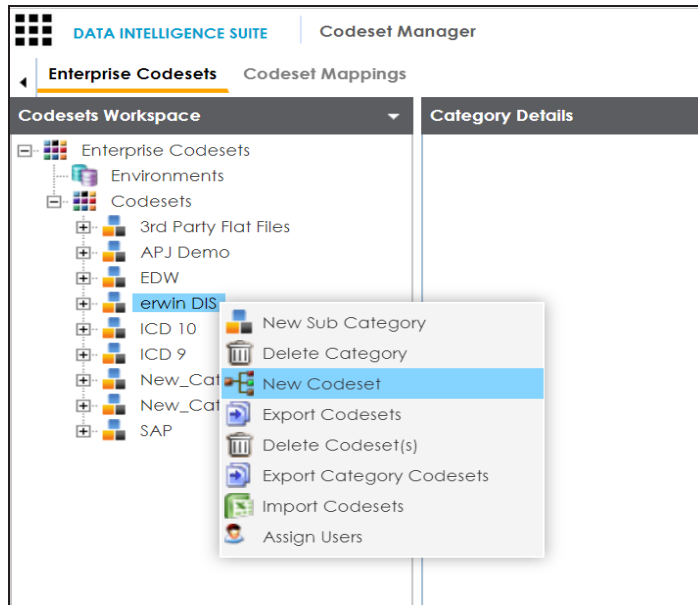 DATA INTELLIGENCE SUITE Codeset Manager
Enterprise Codesets Codeset Mappings
Codesets Workspace Category Details
Enterprise Codesets
Environments
Codesets
3rd Party Flat Files
APJ Demo
EDW
erwin DIS
ICD 10
ICD 9
New_Cat
New_Cat
SAP
New Sub Category
Delete Category
New Codeset
Export Codesets
Delete Codeset(s)
Export Category Codesets
Import Codesets
Assign Users